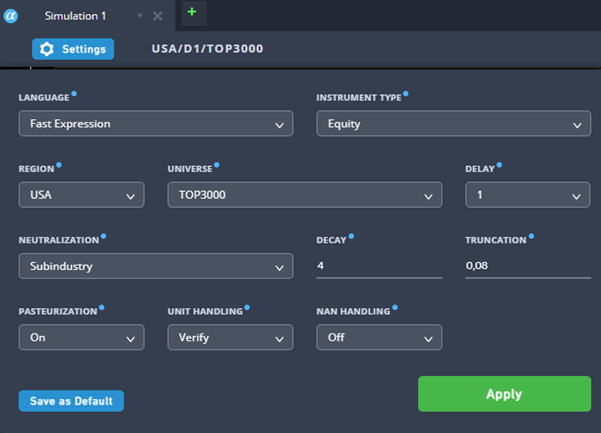 α Simulation 1 × +
Settings USA/D1/TOP3000
LANGUAGE INSTRUMENT TYPE
Fast Expression Equity
REGION UNIVERSE DELAY
USA TOP3000 1
NEUTRALIZATION DECAY TRUNCATION
Subindustry 4 0,08
PASTEURIZATION UNIT HANDLING NAN HANDLING
On Verify Off
Save as Default Apply